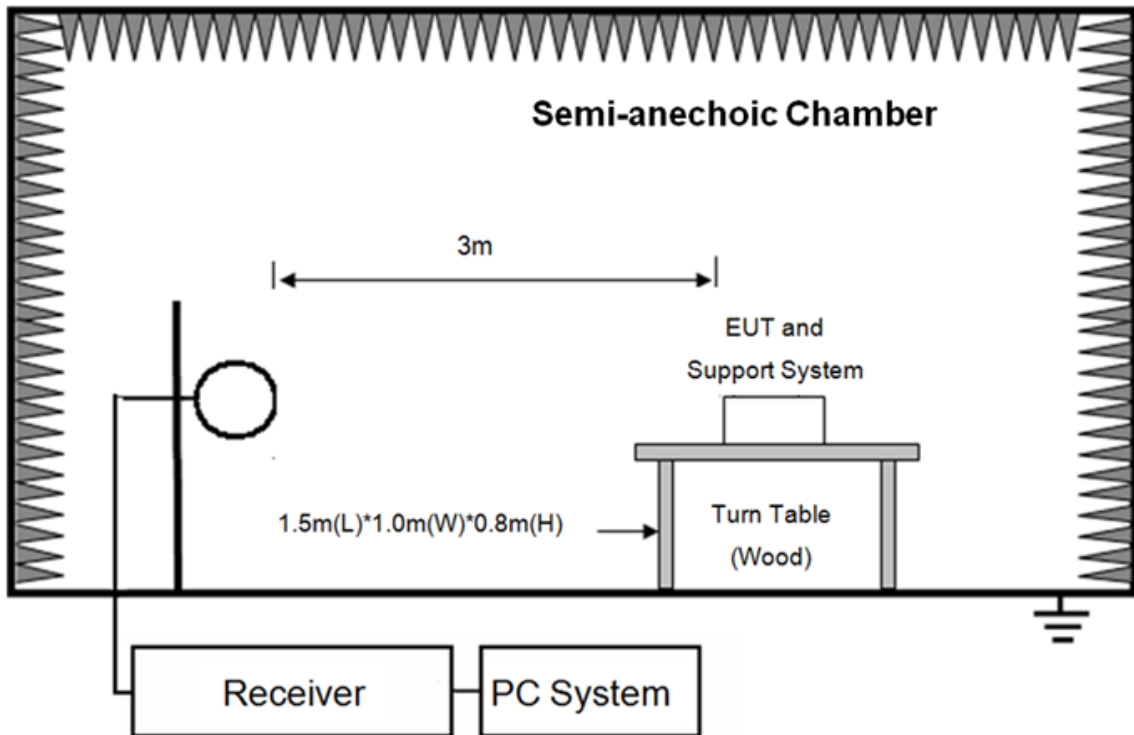 Semi-anechoic Chamber
3m
EUT and
Support System
1.5m(L)*1.0m(W)*0.8m(H)
Turn Table
(Wood)
Receiver
PC System